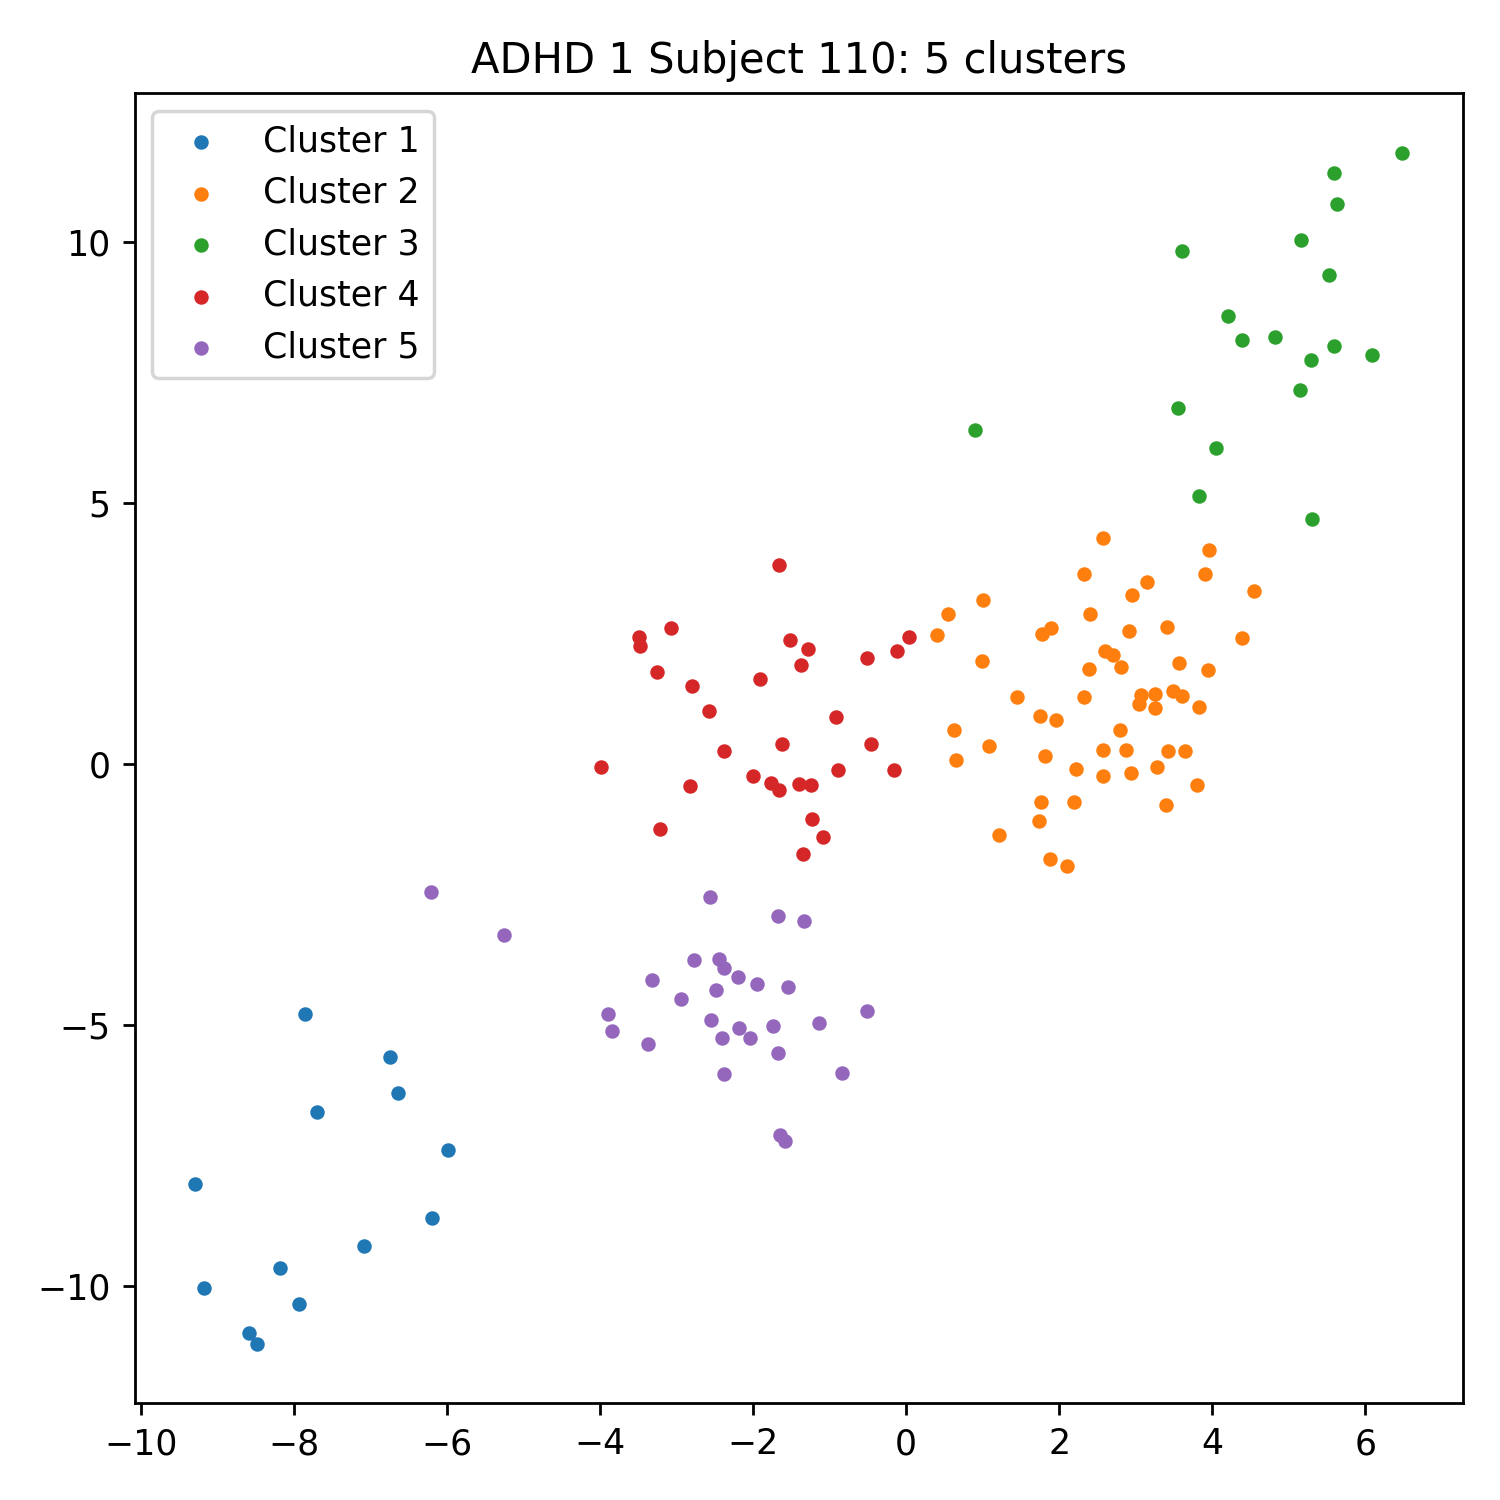 ADHD 1 Subject 110: 5 clusters
Cluster 1
Cluster 2
Cluster 3
Cluster 4
Cluster 5
10
5
0
−5
−10
−10 −8 −6 −4 −2 0 2 4 6